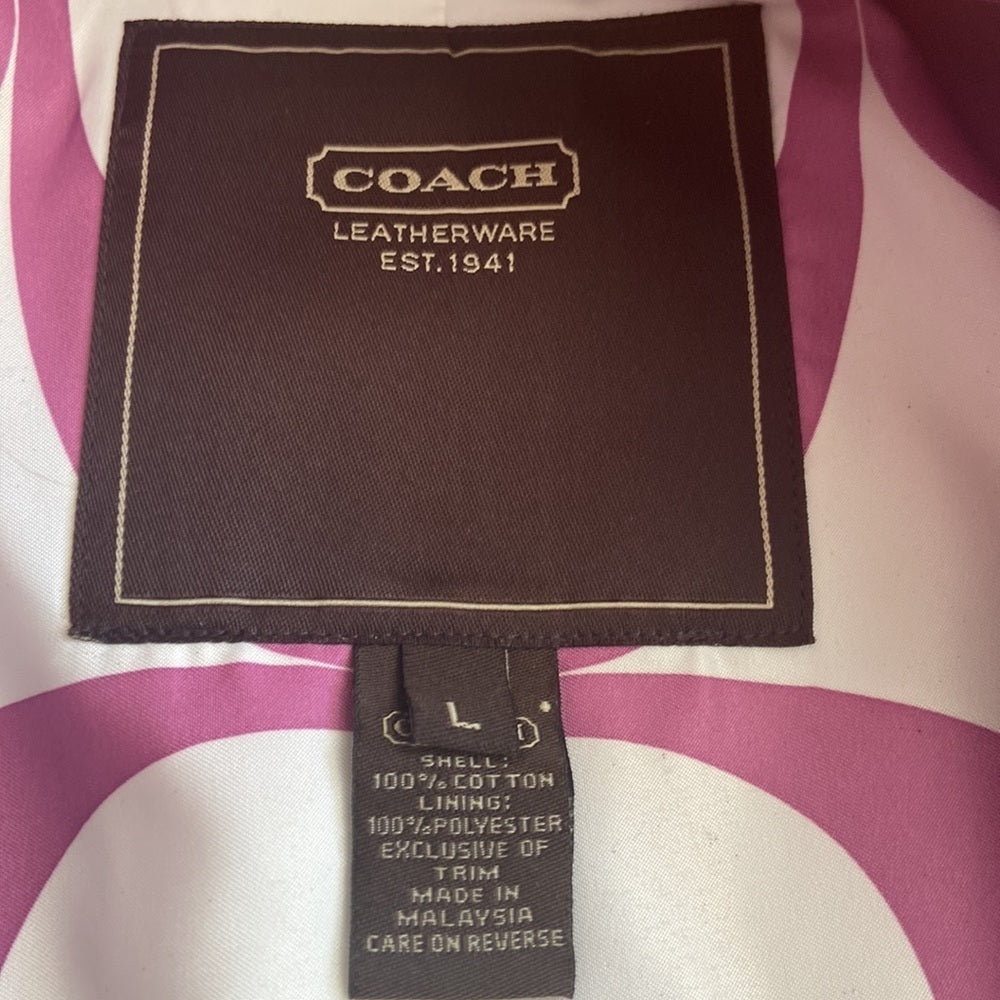 COACH
LEATHERWARE
EST. 1941
L
SHELL:
100% COTTON
LINING:
100% POLYESTER
EXCLUSIVE OF
TRIM
MADE IN
MALAYSIA
CARE ON REVERSE